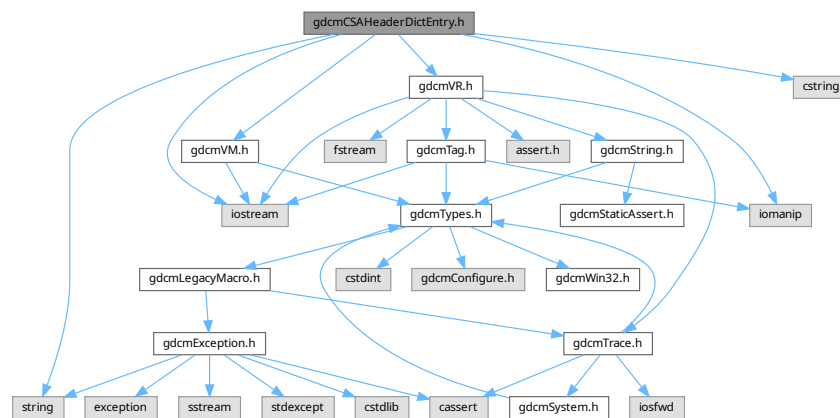 gdcmCSAHeaderDictEntry.h
gdcmVR.h
cstring
gdcmVM.h
fstream
gdcmTag.h
assert.h
gdcmString.h
iostream
gdcmTypes.h
gdcmStaticAssert.h
iomanip
gdcmLegacyMacro.h
cstdint
gdcmConfigure.h
gdcmWin32.h
gdcmException.h
gdcmTrace.h
string
exception
sstream
stdexcept
cstdlib
cassert
gdcmSystem.h
iosfwd